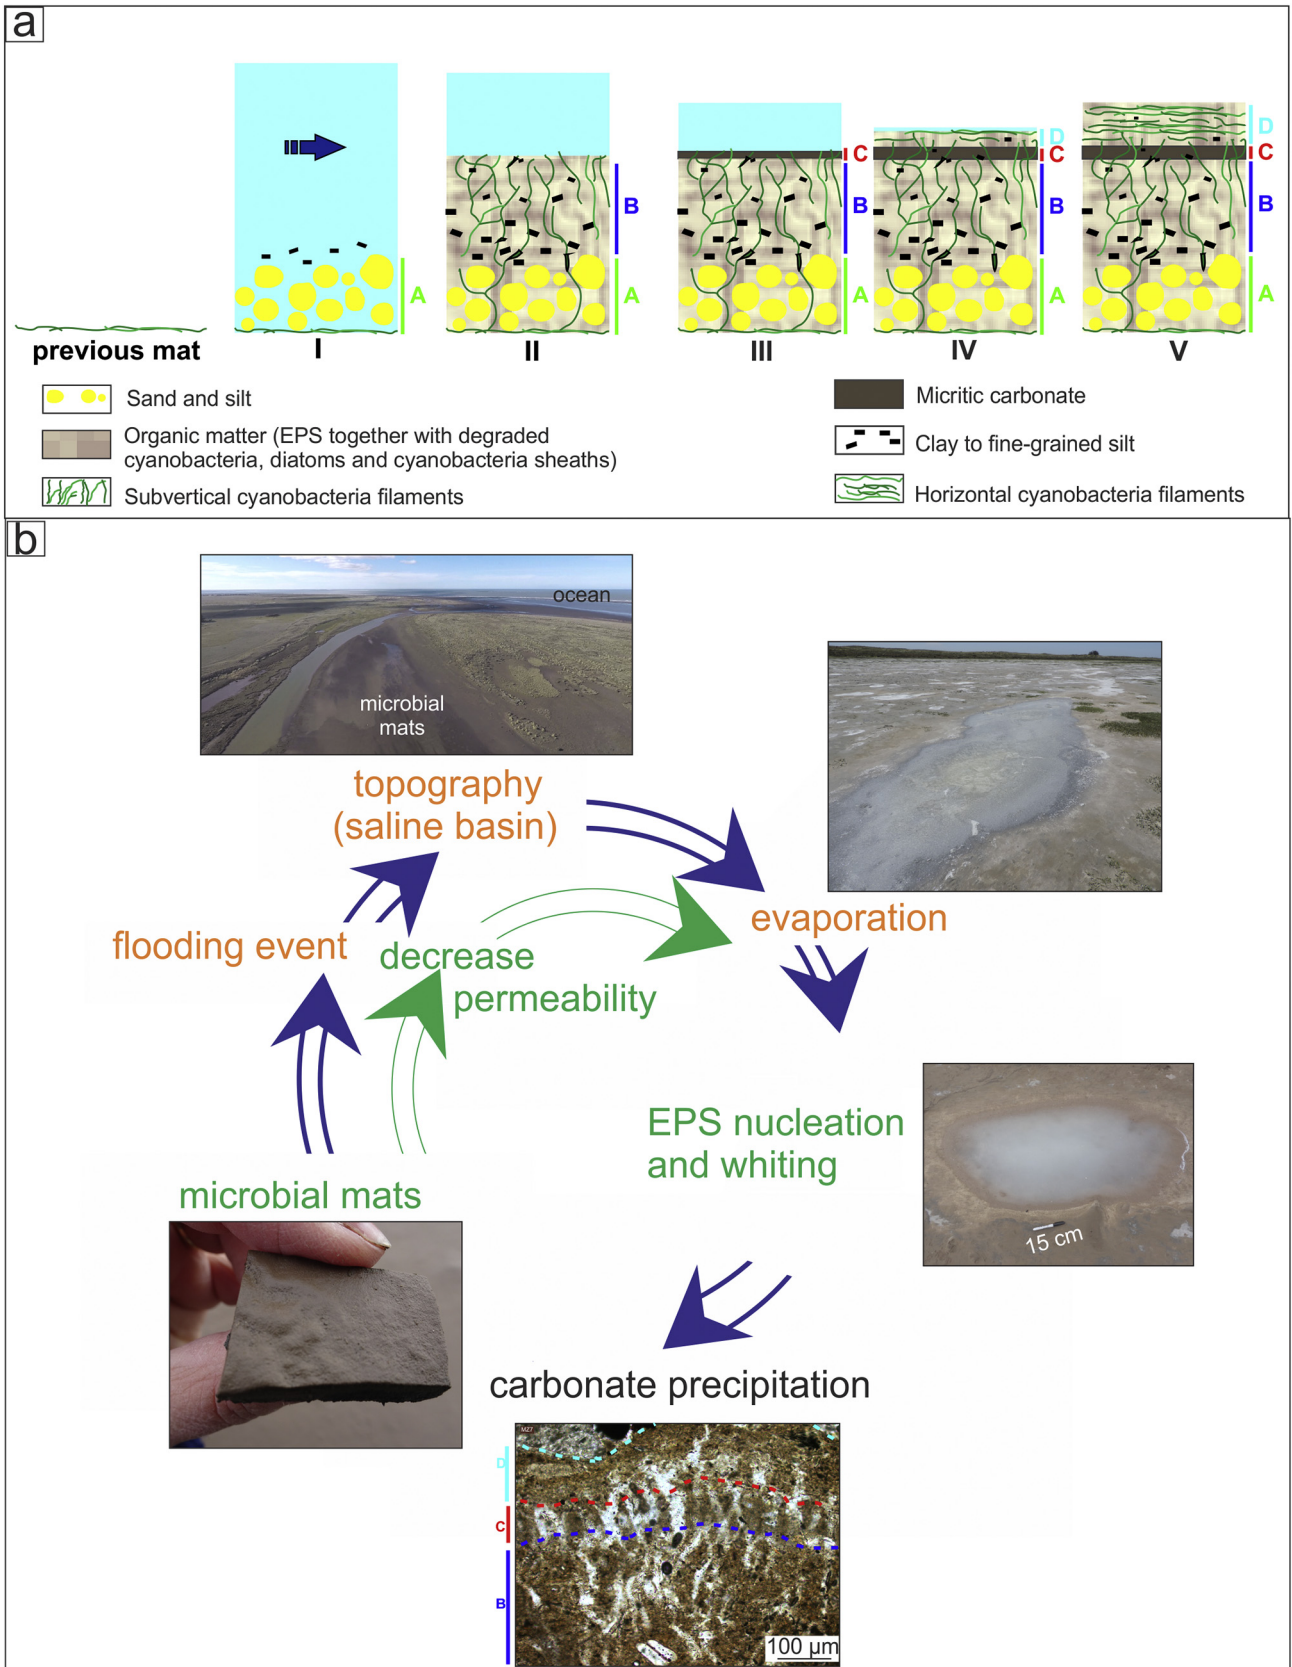 a
A
B
A
C
B
A
D
C
B
A
D
C
B
A
previous mat
I
II
III
IV
V
Sand and silt
Organic matter (EPS together with degraded
cyanobacteria, diatoms and cyanobacteria sheaths)
Subvertical cyanobacteria filaments
Micritic carbonate
Clay to fine-grained silt
Horizontal cyanobacteria filaments
b
ocean
microbial
mats
topography
(saline basin)
evaporation
flooding event
decrease
permeability
EPS nucleation
and whiting
15 cm
microbial mats
carbonate precipitation
MZ7
D
C
B
100 µm